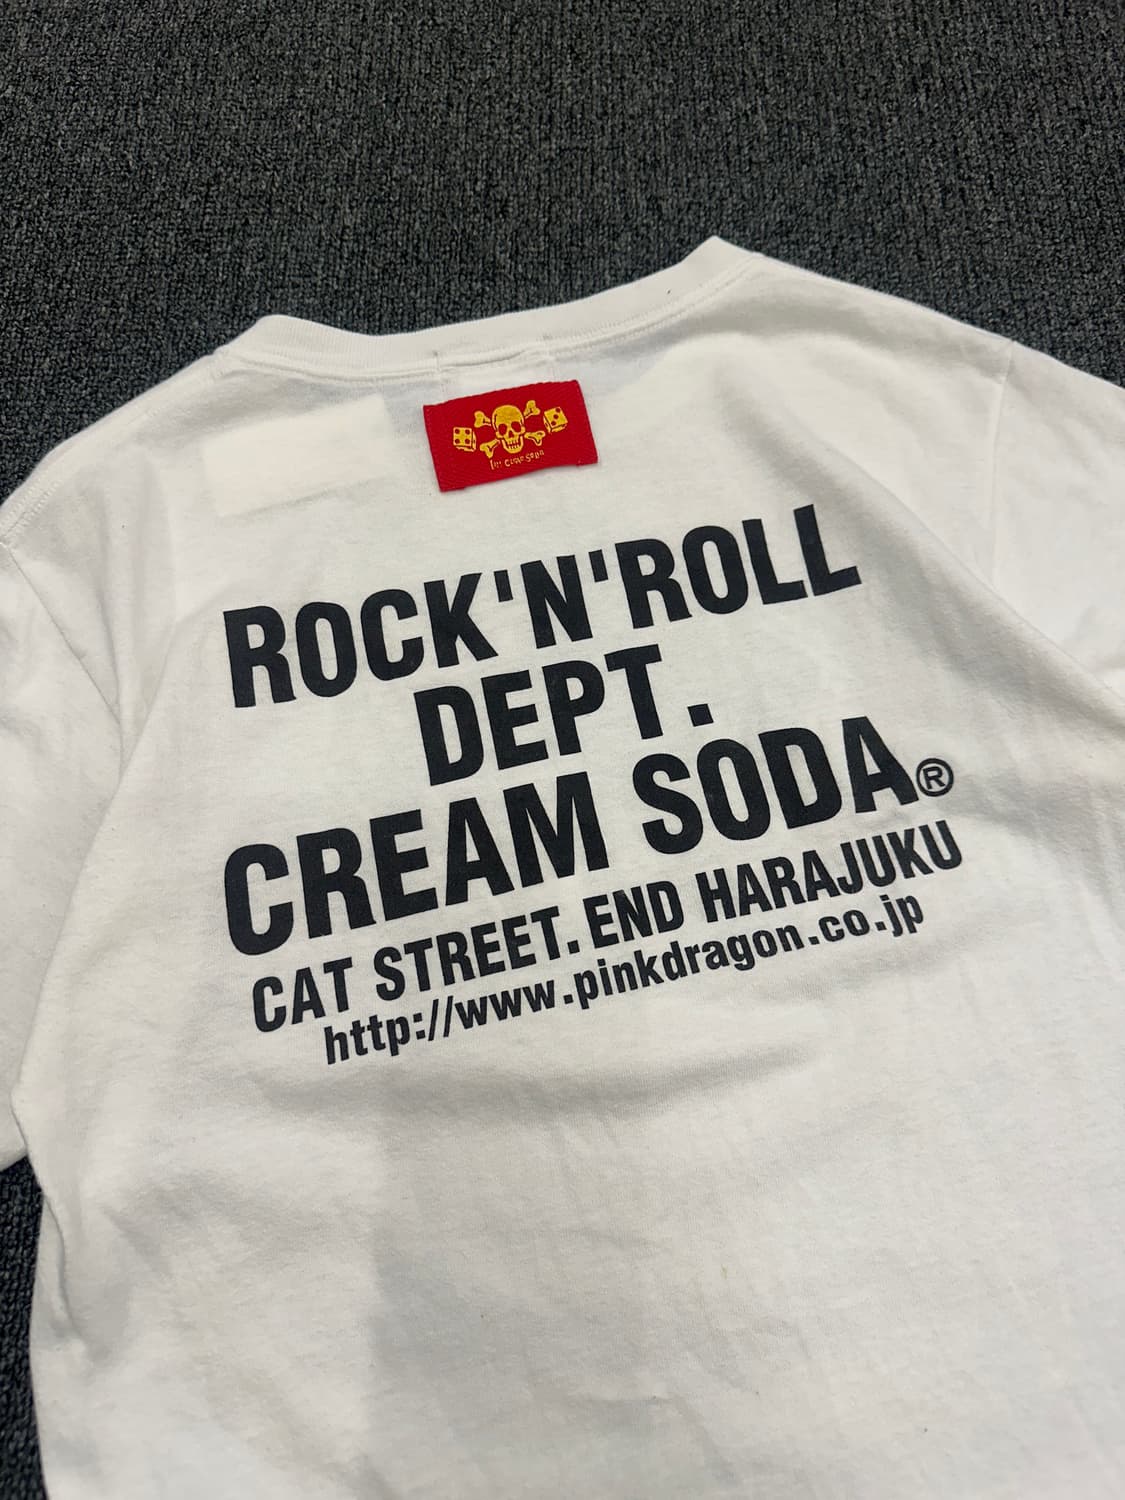 ROCK'N'ROLL
DEPT.
CREAM SODA®
CAT STREET. END HARAJUKU
http://www.pinkdragon.co.jp